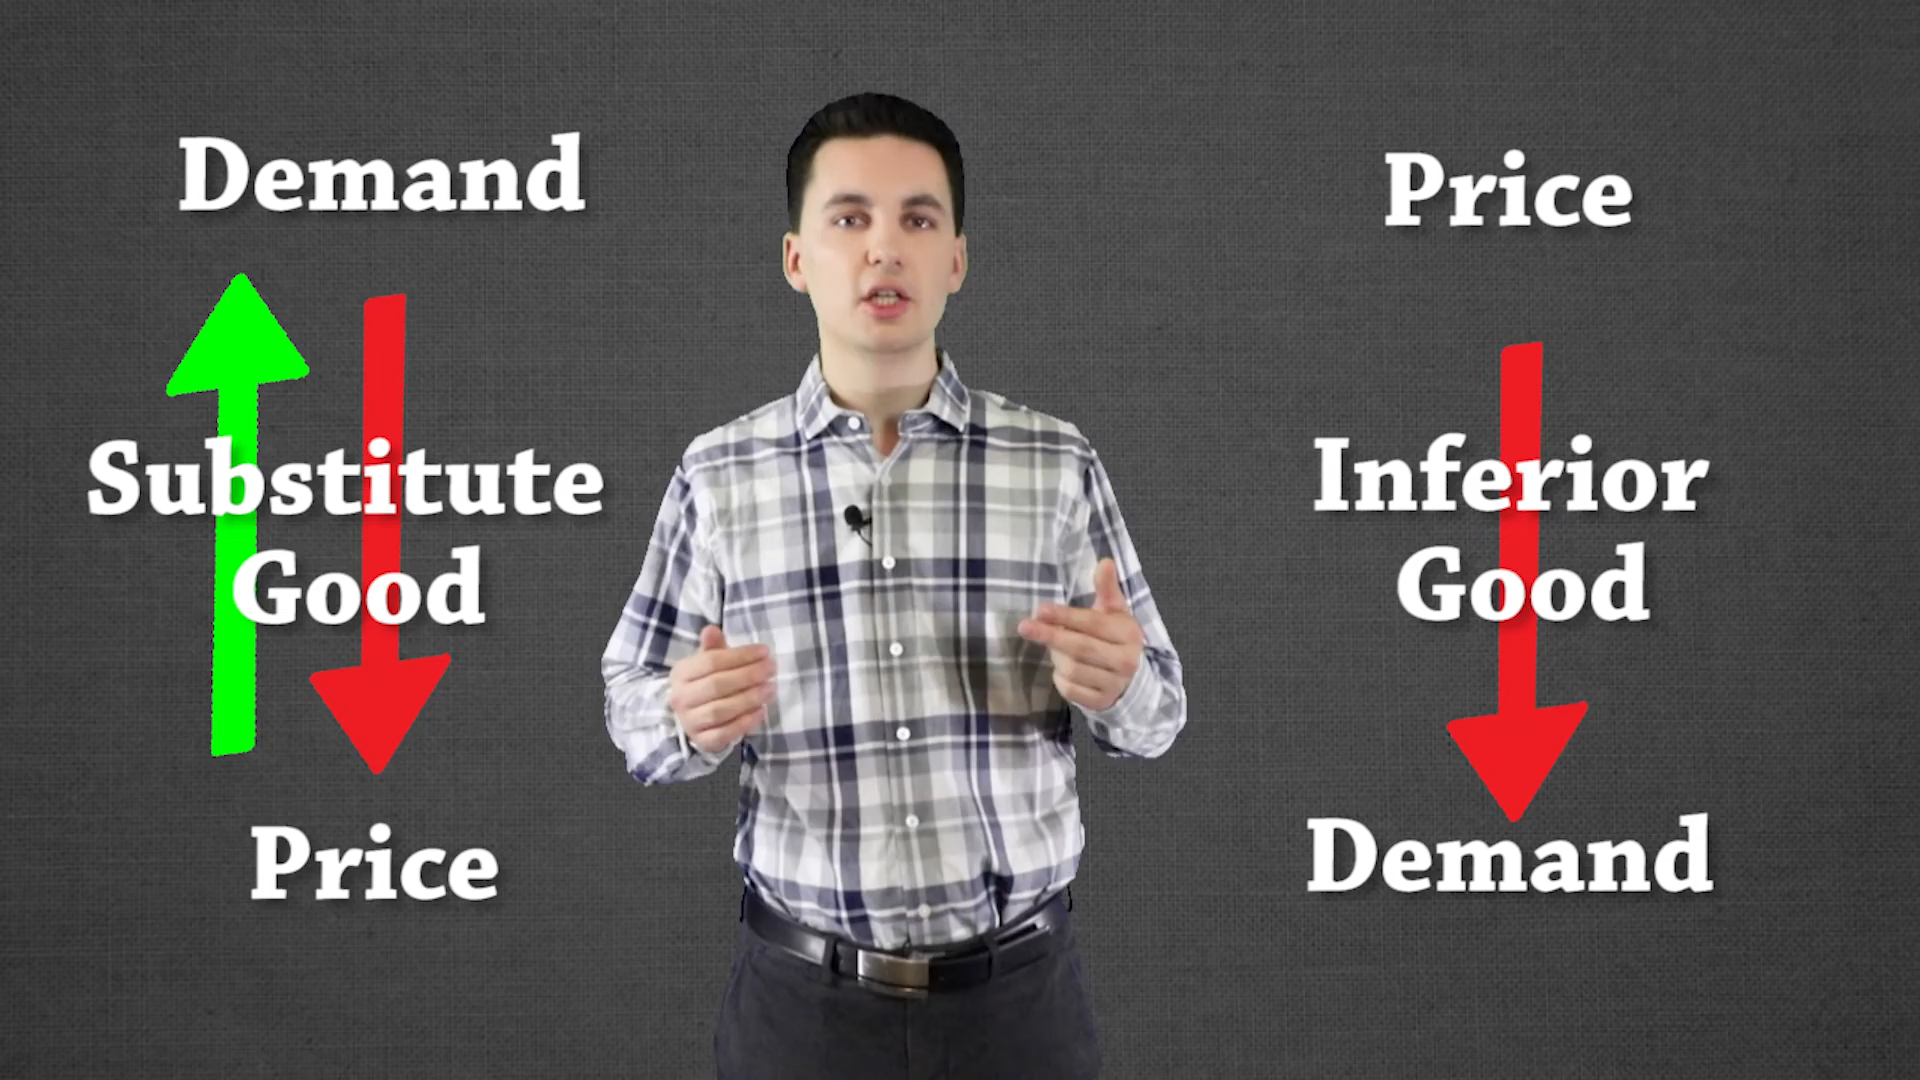 Demand
Substitute
Good
Price
Price
Inferior
Good
Demand